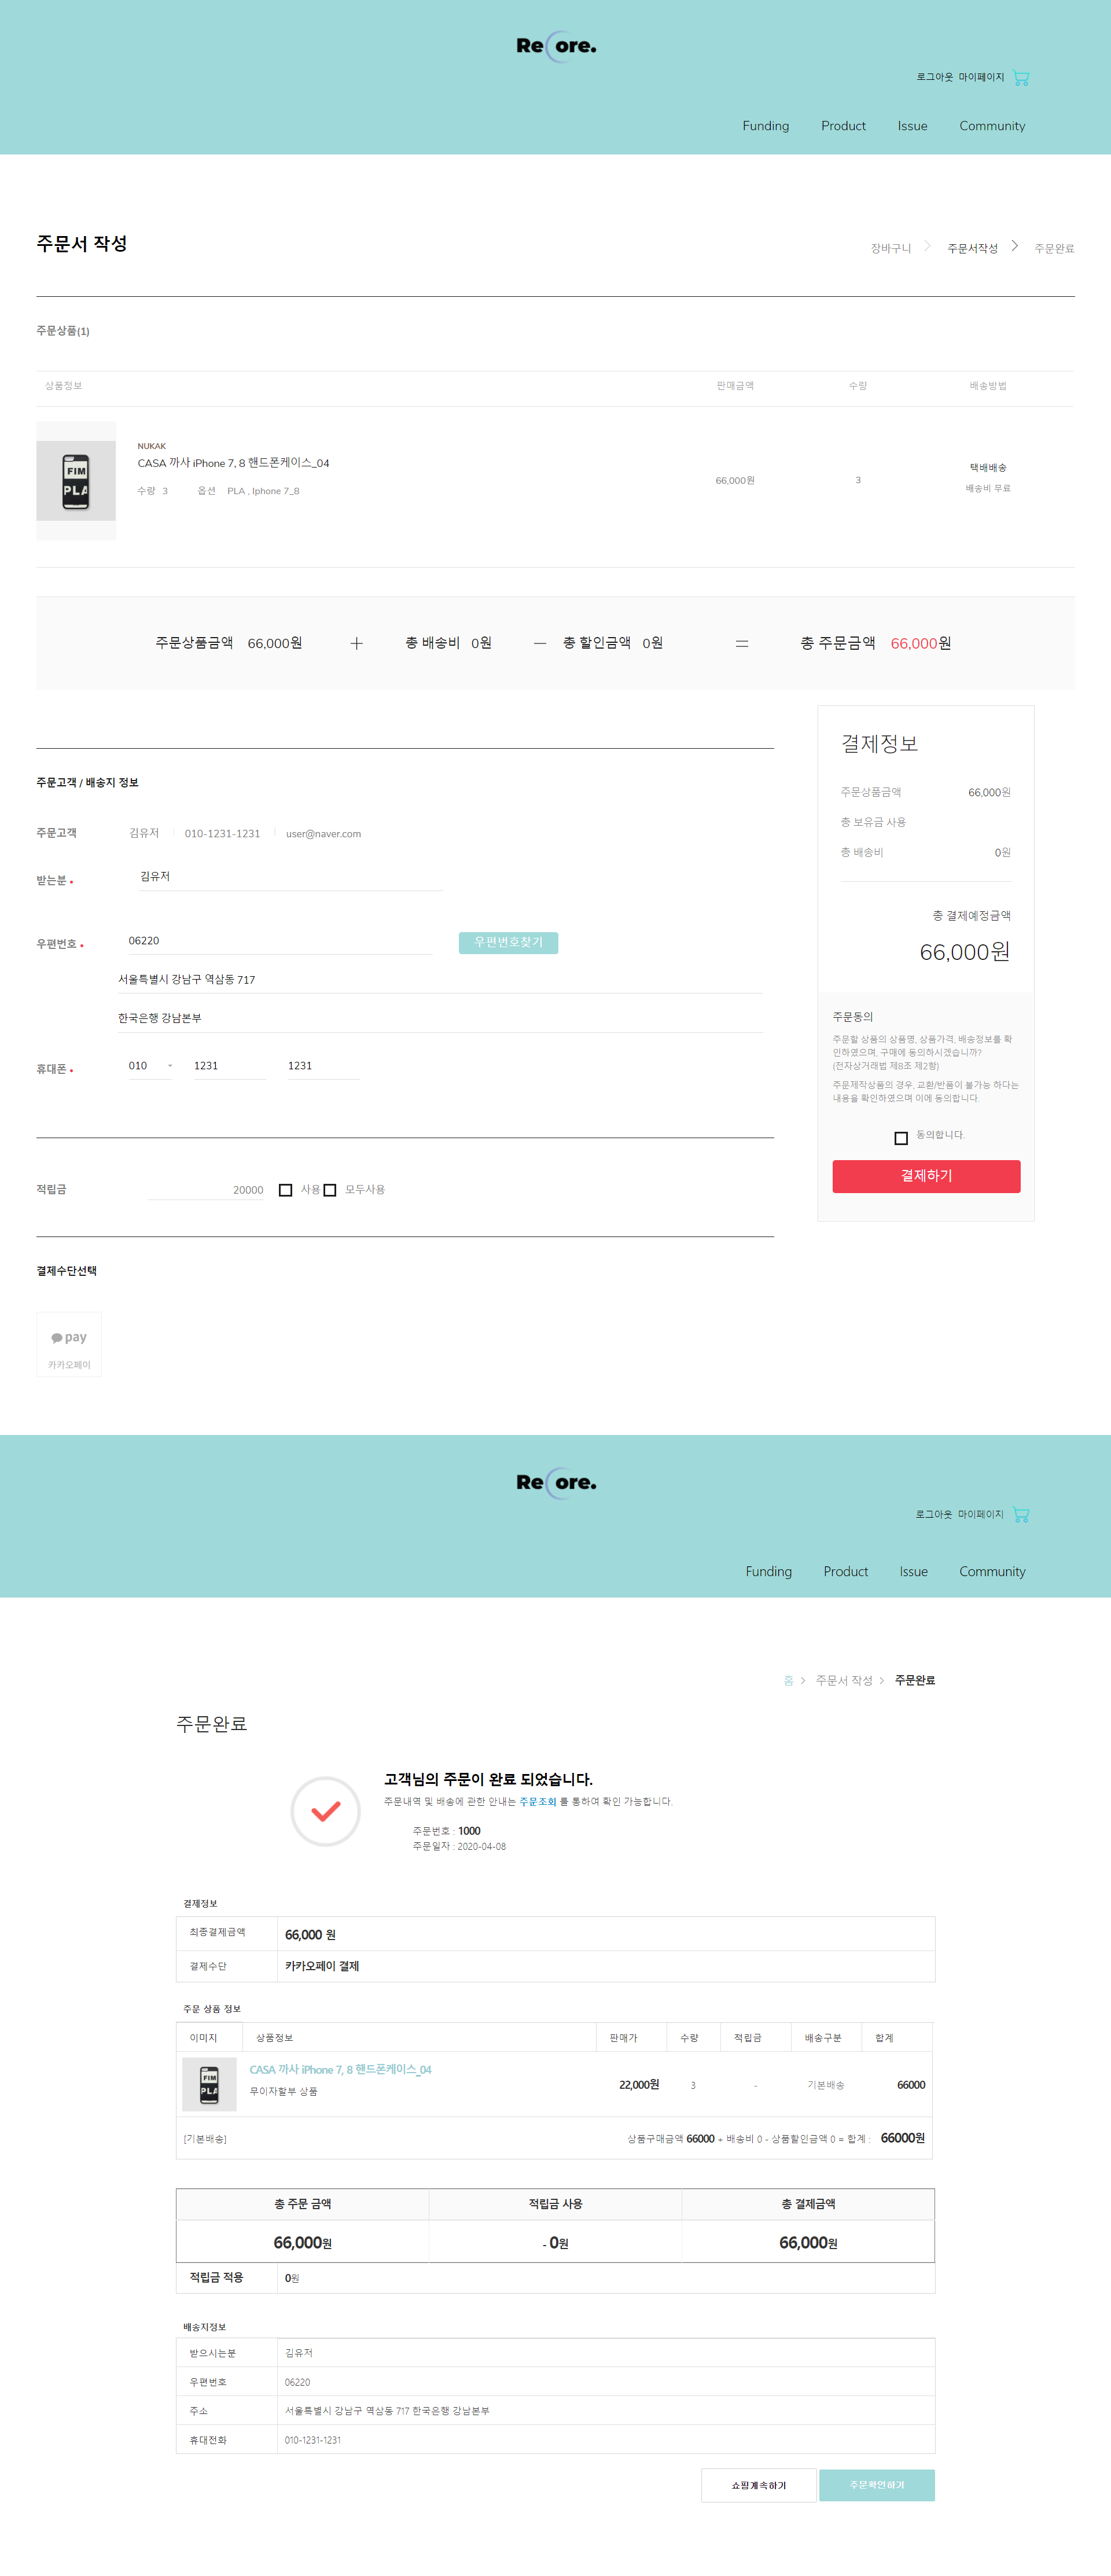 ReCore.
로그아웃 마이페이지
Funding Product Issue Community
주문서 작성
장바구니 > 주문서작성 > 주문완료
주문상품(1)
상품정보 판매금액 수량 배송방법
NUKAK
CASA 까사 iPhone 7, 8 핸드폰케이스_04
수량 3 옵션 PLA , Iphone 7_8
66,000원 3
택배배송
배송비 무료
FIM
PLA
주문상품금액 66,000원 + 총 배송비 0원 - 총 할인금액 0원 = 총 주문금액 66,000원
주문고객 / 배송지 정보
주문고객 김유저 010-1231-1231 user@naver.com
받는분 • 김유저
우편번호 • 06220 우편번호찾기
서울특별시 강남구 역삼동 717
한국은행 강남본부
휴대폰 • 010 1231 1231
적립금 20000 사용 모두사용
결제수단선택
pay
카카오페이
결제정보
주문상품금액 66,000원
총 보유금 사용
총 배송비 0원
총 결제예정금액
66,000원
주문동의
주문할 상품의 상품명, 상품가격, 배송정보를 확
인하였으며, 구매에 동의하시겠습니까?
(전자상거래법 제8조 제2항)
주문제작상품의 경우, 교환/반품이 불가능 하다는
내용을 확인하였으며 이에 동의합니다.
동의합니다.
결제하기
ReCore.
로그아웃 마이페이지
Funding Product Issue Community
홈 > 주문서 작성 > 주문완료
주문완료
고객님의 주문이 완료 되었습니다.
주문내역 및 배송에 관한 안내는 주문조회 를 통하여 확인 가능합니다.
주문번호 : 1000
주문일자 : 2020-04-08
결제정보
최종결제금액 66,000 원
결제수단 카카오페이 결제
주문 상품 정보
이미지 상품정보 판매가 수량 적립금 배송구분 합계
FIM
PLA
CASA 까사 iPhone 7, 8 핸드폰케이스_04
무이자할부 상품
22,000원 3 - 기본배송 66000
[기본배송] 상품구매금액 66000 + 배송비 0 - 상품할인금액 0 = 합계 : 66000원
총 주문 금액 적립금 사용 총 결제금액
66,000원 - 0원 66,000원
적립금 적용 0원
배송지정보
받으시는분 김유저
우편번호 06220
주소 서울특별시 강남구 역삼동 717 한국은행 강남본부
휴대전화 010-1231-1231
쇼핑계속하기 주문확인하기